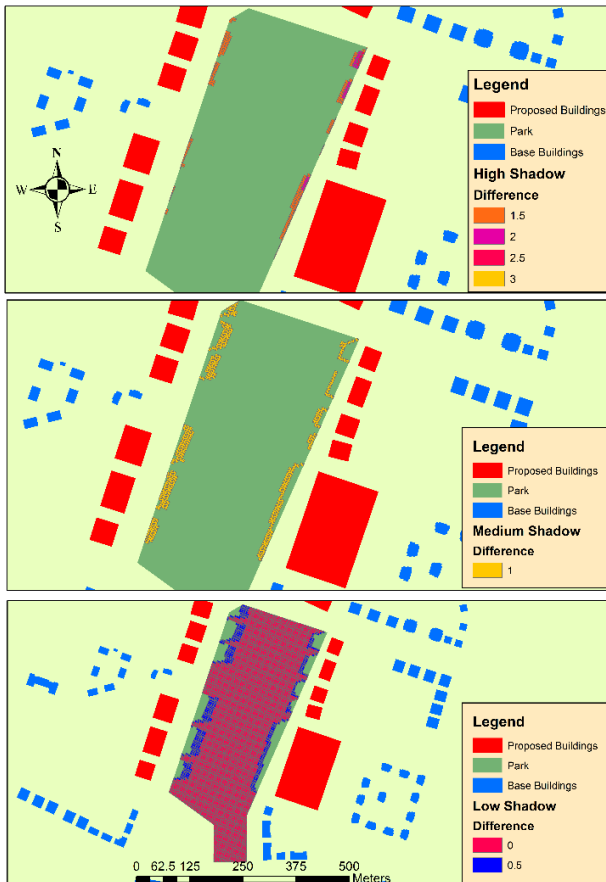 Legend
Proposed Buildings
Park
Base Buildings
High Shadow
Difference
1.5
2
2.5
3
N
W E
S
Legend
Proposed Buildings
Park
Base Buildings
Medium Shadow
Difference
1
Legend
Proposed Buildings
Park
Base Buildings
Low Shadow
Difference
0
0.5
0 62.5 125 250 375 500
Meters